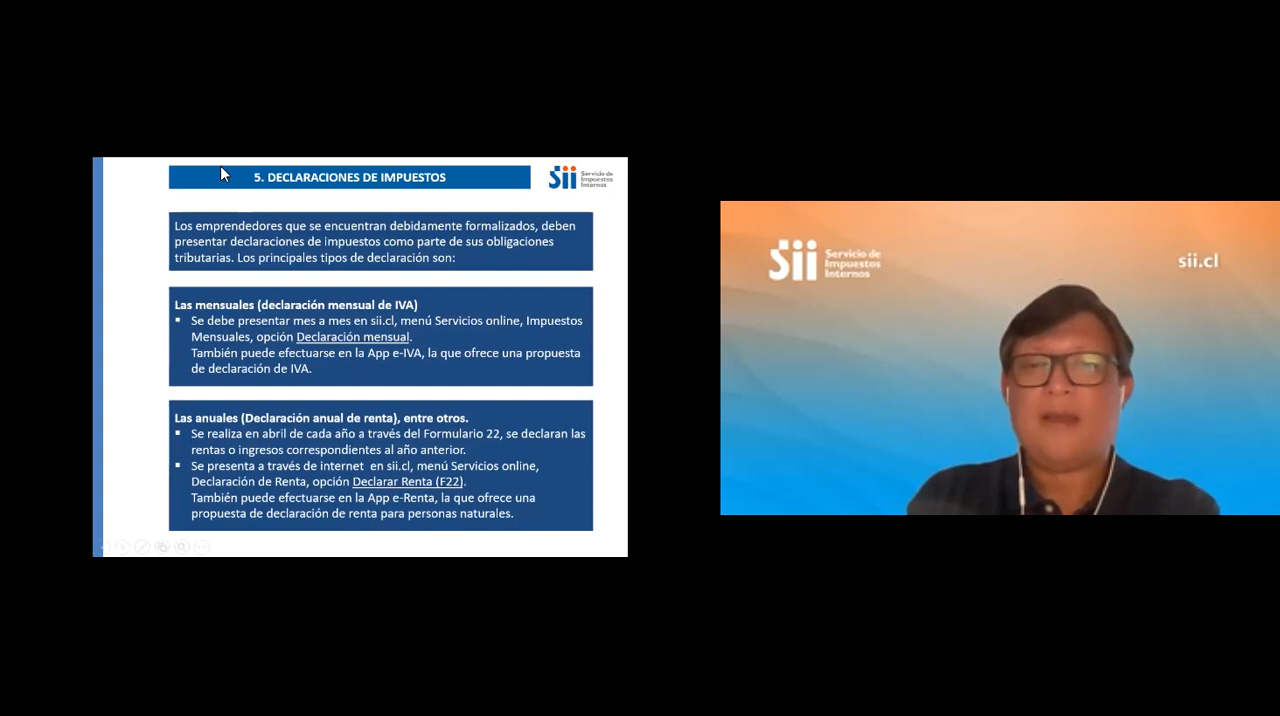 5. DECLARACIONES DE IMPUESTOS
sii Servicio de
Impuestos
Internos
Los emprendedores que se encuentran debidamente formalizados, deben
presentar declaraciones de impuestos como parte de sus obligaciones
tributarias. Los principales tipos de declaración son:
Las mensuales (declaración mensual de IVA)
▪ Se debe presentar mes a mes en sii.cl, menú Servicios online, Impuestos
Mensuales, opción Declaración mensual.
También puede efectuarse en la App e-IVA, la que ofrece una propuesta
de declaración de IVA.
Las anuales (Declaración anual de renta), entre otros.
▪ Se realiza en abril de cada año a través del Formulario 22, se declaran las
rentas o ingresos correspondientes al año anterior.
▪ Se presenta a través de internet en sii.cl, menú Servicios online,
Declaración de Renta, opción Declarar Renta (F22).
También puede efectuarse en la App e-Renta, la que ofrece una
propuesta de declaración de renta para personas naturales.
sii Servicio de
Impuestos
Internos
sii.cl